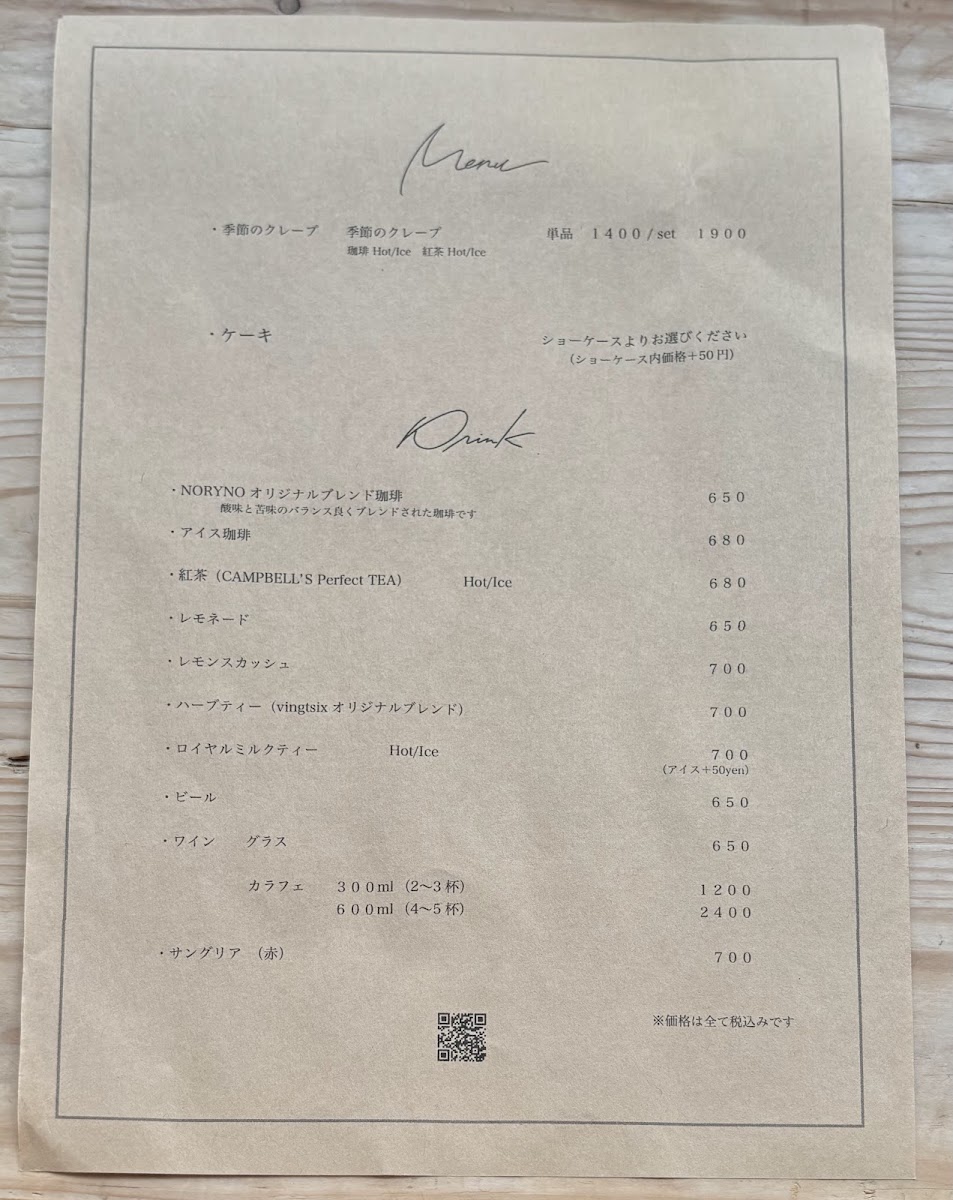 Menu
・季節のクレープ 季節のクレープ 単品 1400/set 1900
珈琲 Hot/Ice 紅茶 Hot/Ice
・ケーキ ショーケースよりお選びください
（ショーケース内価格＋50円）
Drink
・NORYNO オリジナルブレンド珈琲 650
酸味と苦味のバランス良くブレンドされた珈琲です
・アイス珈琲 680
・紅茶（CAMPBELL'S Perfect TEA） Hot/Ice 680
・レモネード 650
・レモンスカッシュ 700
・ハーブティー（vingtsix オリジナルブレンド） 700
・ロイヤルミルクティー Hot/Ice 700
（アイス＋50yen）
・ビール 650
・ワイン グラス 650
カラフェ 300ml（2〜3杯） 1200
600ml（4〜5杯） 2400
・サングリア （赤） 700
※価格は全て税込みです